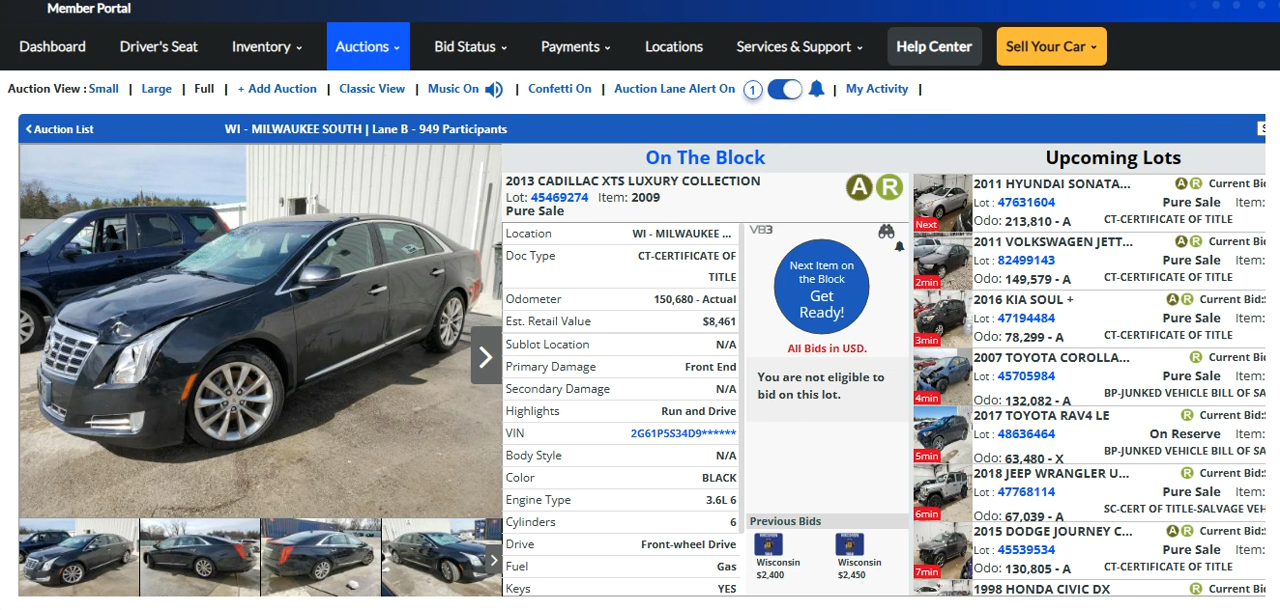 Member Portal
Dashboard Driver's Seat Inventory Auctions Bid Status Payments Locations Services & Support Help Center Sell Your Car
Auction View : Small | Large | Full | + Add Auction | Classic View | Music On | Confetti On | Auction Lane Alert On 1 | My Activity |
Auction List WI - MILWAUKEE SOUTH | Lane B - 949 Participants
On The Block
2013 CADILLAC XTS LUXURY COLLECTION
Lot: 45469274 Item: 2009
Pure Sale
A R
Location WI - MILWAUKEE ...
Doc Type CT-CERTIFICATE OF
TITLE
Odometer 150,680 - Actual
Est. Retail Value $8,461
Sublot Location N/A
Primary Damage Front End
Secondary Damage N/A
Highlights Run and Drive
VIN 2G61P5S34D9******
Body Style N/A
Color BLACK
Engine Type 3.6L 6
Cylinders 6
Drive Front-wheel Drive
Fuel Gas
Keys YES
VB3
Next Item on
the Block
Get
Ready!
All Bids in USD.
You are not eligible to
bid on this lot.
Previous Bids
Wisconsin
$2,400
Wisconsin
$2,450
Upcoming Lots
Next
2011 HYUNDAI SONATA... A R Current Bi
Lot : 47631604 Pure Sale Item:
Odo: 213,810 - A CT-CERTIFICATE OF TITLE
2min
2011 VOLKSWAGEN JETT... A R Current Bi
Lot : 82499143 Pure Sale Item:
Odo: 149,579 - A CT-CERTIFICATE OF TITLE
3min
2016 KIA SOUL + A R Current Bid:
Lot : 47194484 Pure Sale Item:
Odo: 78,299 - A CT-CERTIFICATE OF TITLE
4min
2007 TOYOTA COROLLA... R Current Bi
Lot : 45705984 Pure Sale Item:
Odo: 132,082 - A BP-JUNKED VEHICLE BILL OF SA
5min
2017 TOYOTA RAV4 LE R Current Bid:
Lot : 48636464 On Reserve Item:
Odo: 63,480 - X BP-JUNKED VEHICLE BILL OF SA
6min
2018 JEEP WRANGLER U... R Current Bid:
Lot : 47768114 Pure Sale Item:
Odo: 67,039 - A SC-CERT OF TITLE-SALVAGE VEH
7min
2015 DODGE JOURNEY C... A R Current Bid:
Lot : 45539534 Pure Sale Item:
Odo: 130,805 - A CT-CERTIFICATE OF TITLE
1998 HONDA CIVIC DX R Current Bi